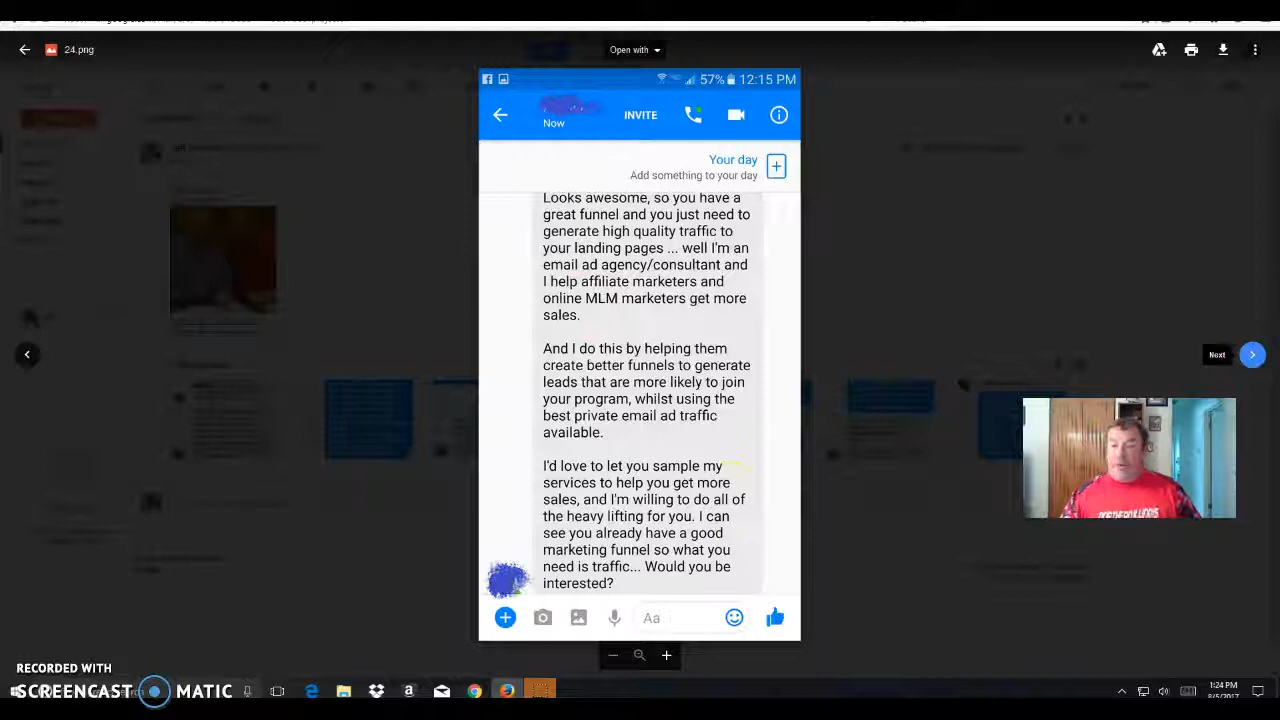 24.png
Open with
57% 12:15 PM
Now
INVITE
Your day
Add something to your day
Looks awesome, so you have a
great funnel and you just need to
generate high quality traffic to
your landing pages ... well I'm an
email ad agency/consultant and
I help affiliate marketers and
online MLM marketers get more
sales.
And I do this by helping them
create better funnels to generate
leads that are more likely to join
your program, whilst using the
best private email ad traffic
available.
I'd love to let you sample my
services to help you get more
sales, and I'm willing to do all of
the heavy lifting for you. I can
see you already have a good
marketing funnel so what you
need is traffic... Would you be
interested?
Aa
Next
NORTHERN ILLINOIS
RECORDED WITH
SCREENCAST MATIC
1:24 PM
8/5/2017